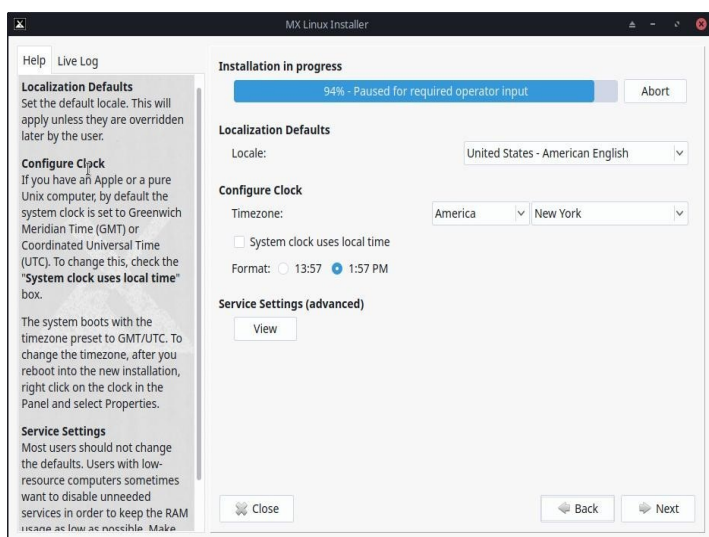 MX Linux Installer
Help Live Log
Localization Defaults
Set the default locale. This will
apply unless they are overridden
later by the user.
Configure Clock
If you have an Apple or a pure
Unix computer, by default the
system clock is set to Greenwich
Meridian Time (GMT) or
Coordinated Universal Time
(UTC). To change this, check the
"System clock uses local time"
box.
The system boots with the
timezone preset to GMT/UTC. To
change the timezone, after you
reboot into the new installation,
right click on the clock in the
Panel and select Properties.
Service Settings
Most users should not change
the defaults. Users with low-
resource computers sometimes
want to disable unneeded
services in order to keep the RAM
usage as low as possible. Make
Installation in progress
94% - Paused for required operator input Abort
Localization Defaults
Locale: United States - American English
Configure Clock
Timezone: America New York
System clock uses local time
Format: 13:57 1:57 PM
Service Settings (advanced)
View
Close Back Next